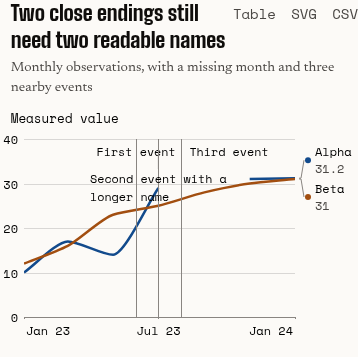 Two close endings still
need two readable names
Table SVG CSV
Monthly observations, with a missing month and three
nearby events
Measured value
40
First event
Third event
Alpha
31.2
30
Second event with a
longer name
Beta
31
20
10
0
Jan 23
Jul 23
Jan 24